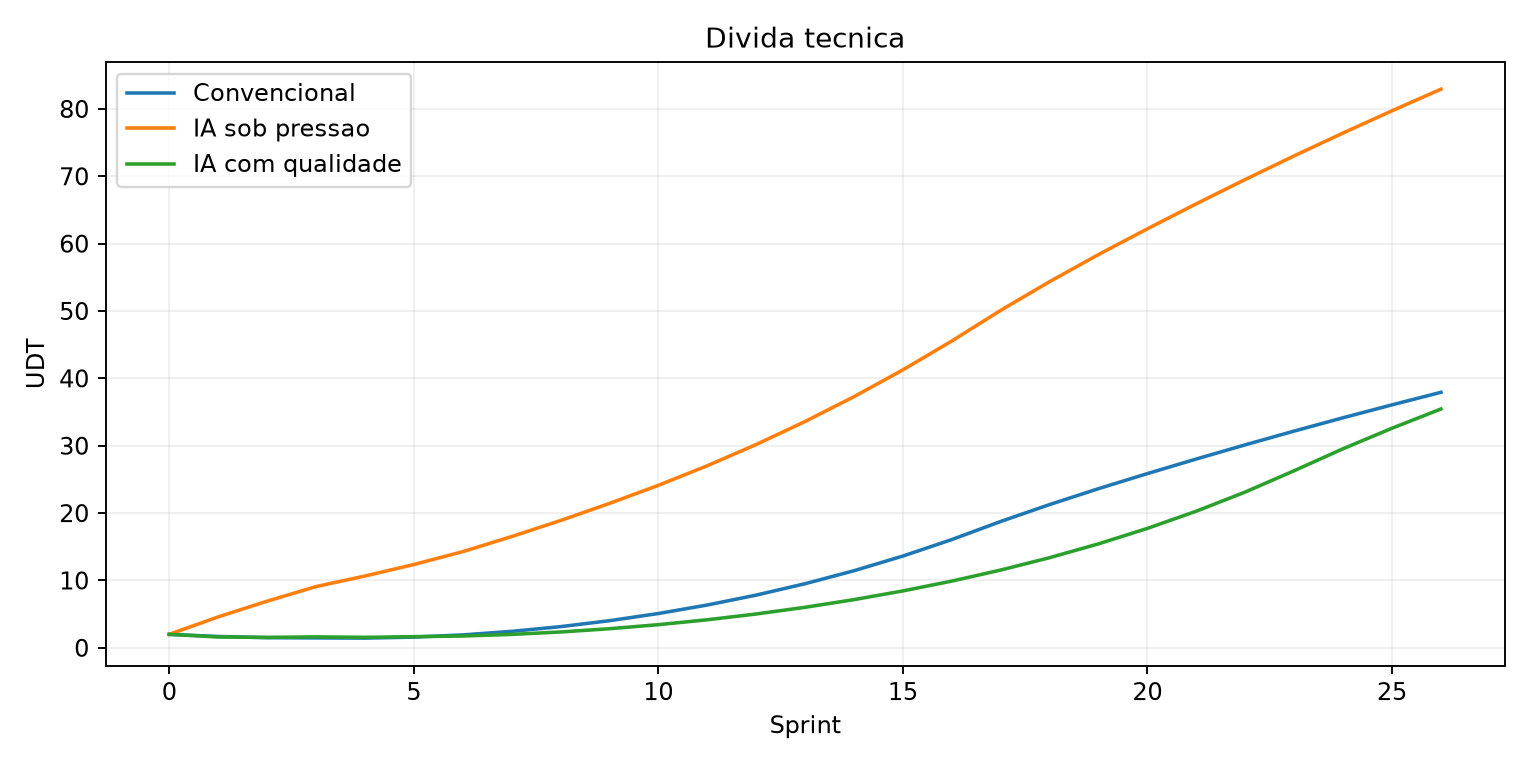 Divida tecnica
Convencional
IA sob pressao
IA com qualidade
UDT
80
70
60
50
40
30
20
10
0
0 5 10 15 20 25
Sprint